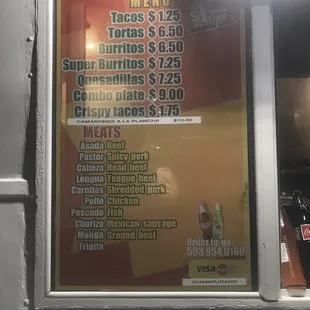 MENU
Tacos $ 1.25
Tortas $ 6.50
Burritos $ 6.50
Super Burritos $ 7.25
Quesadillas $ 7.25
Combo plate $ 9.00
Crispy tacos $ 1.75
CAMARONES A LA PLANCHA $10.00
MEATS
Asada Beef
Pastor Spicy pork
Cabeza Head beef
Lengua Tongue beef
Carnitas Shredded pork
Pollo Chicken
Pescado Fish
Chorizo Mexican sausage
Molida Ground beef
Tripita
Order to-go:
503.954.0169
VISA
CHAMPURADO